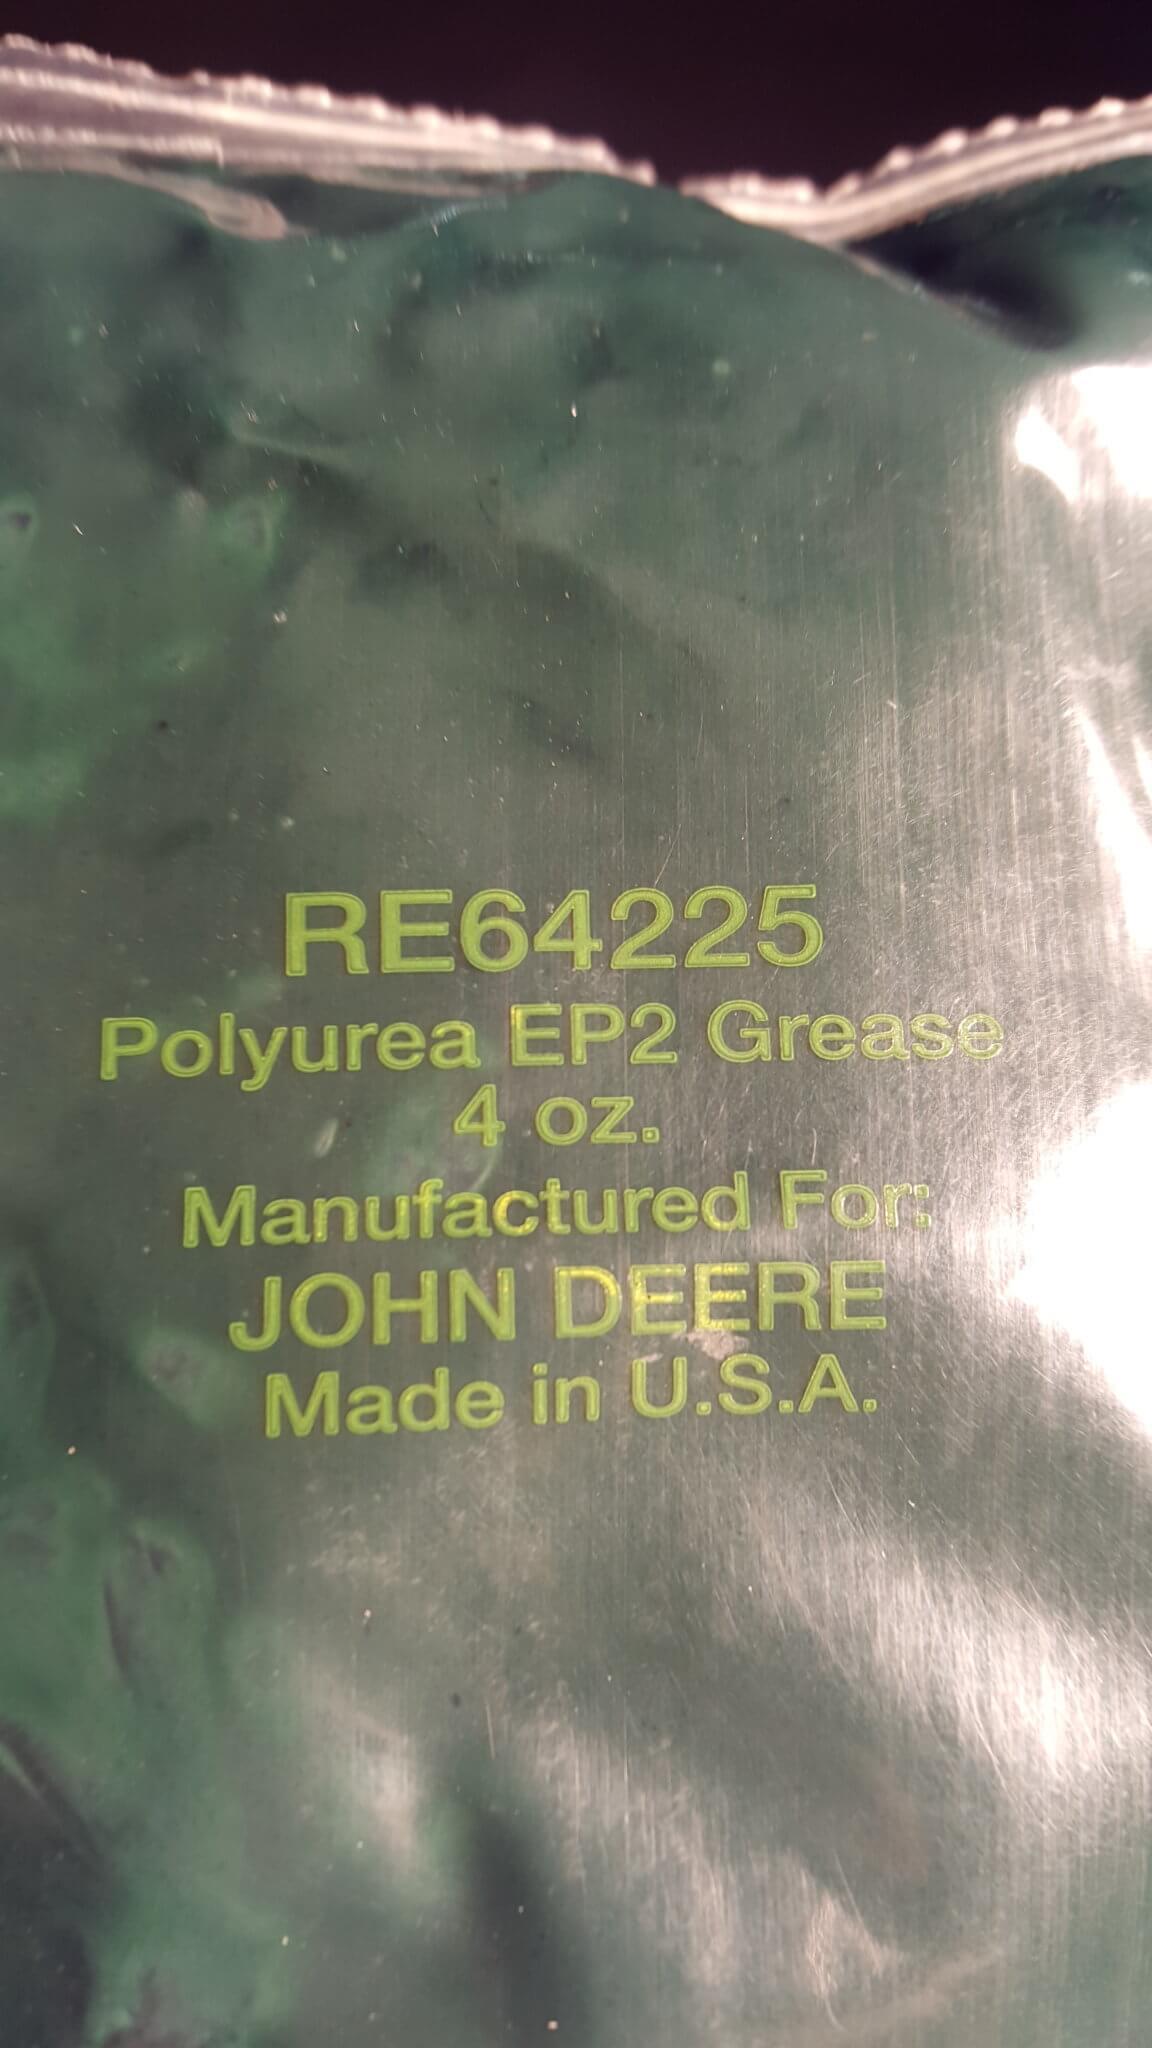 RE64225
Polyurea EP2 Grease
4 oz.
Manufactured For:
JOHN DEERE
Made in U.S.A.